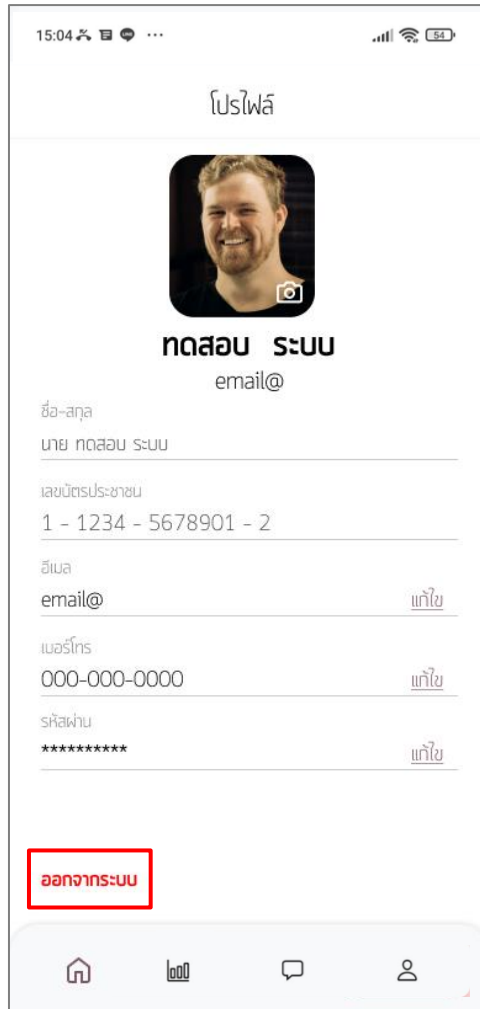 15:04
54
โปรไฟล์
ทดสอบ ระบบ
email@
ชื่อ-สกุล
นาย ทดสอบ ระบบ
เลขบัตรประชาชน
1 - 1234 - 5678901 - 2
อีเมล
email@ แก้ไข
เบอร์โทร
000-000-0000 แก้ไข
รหัสผ่าน
********** แก้ไข
ออกจากระบบ